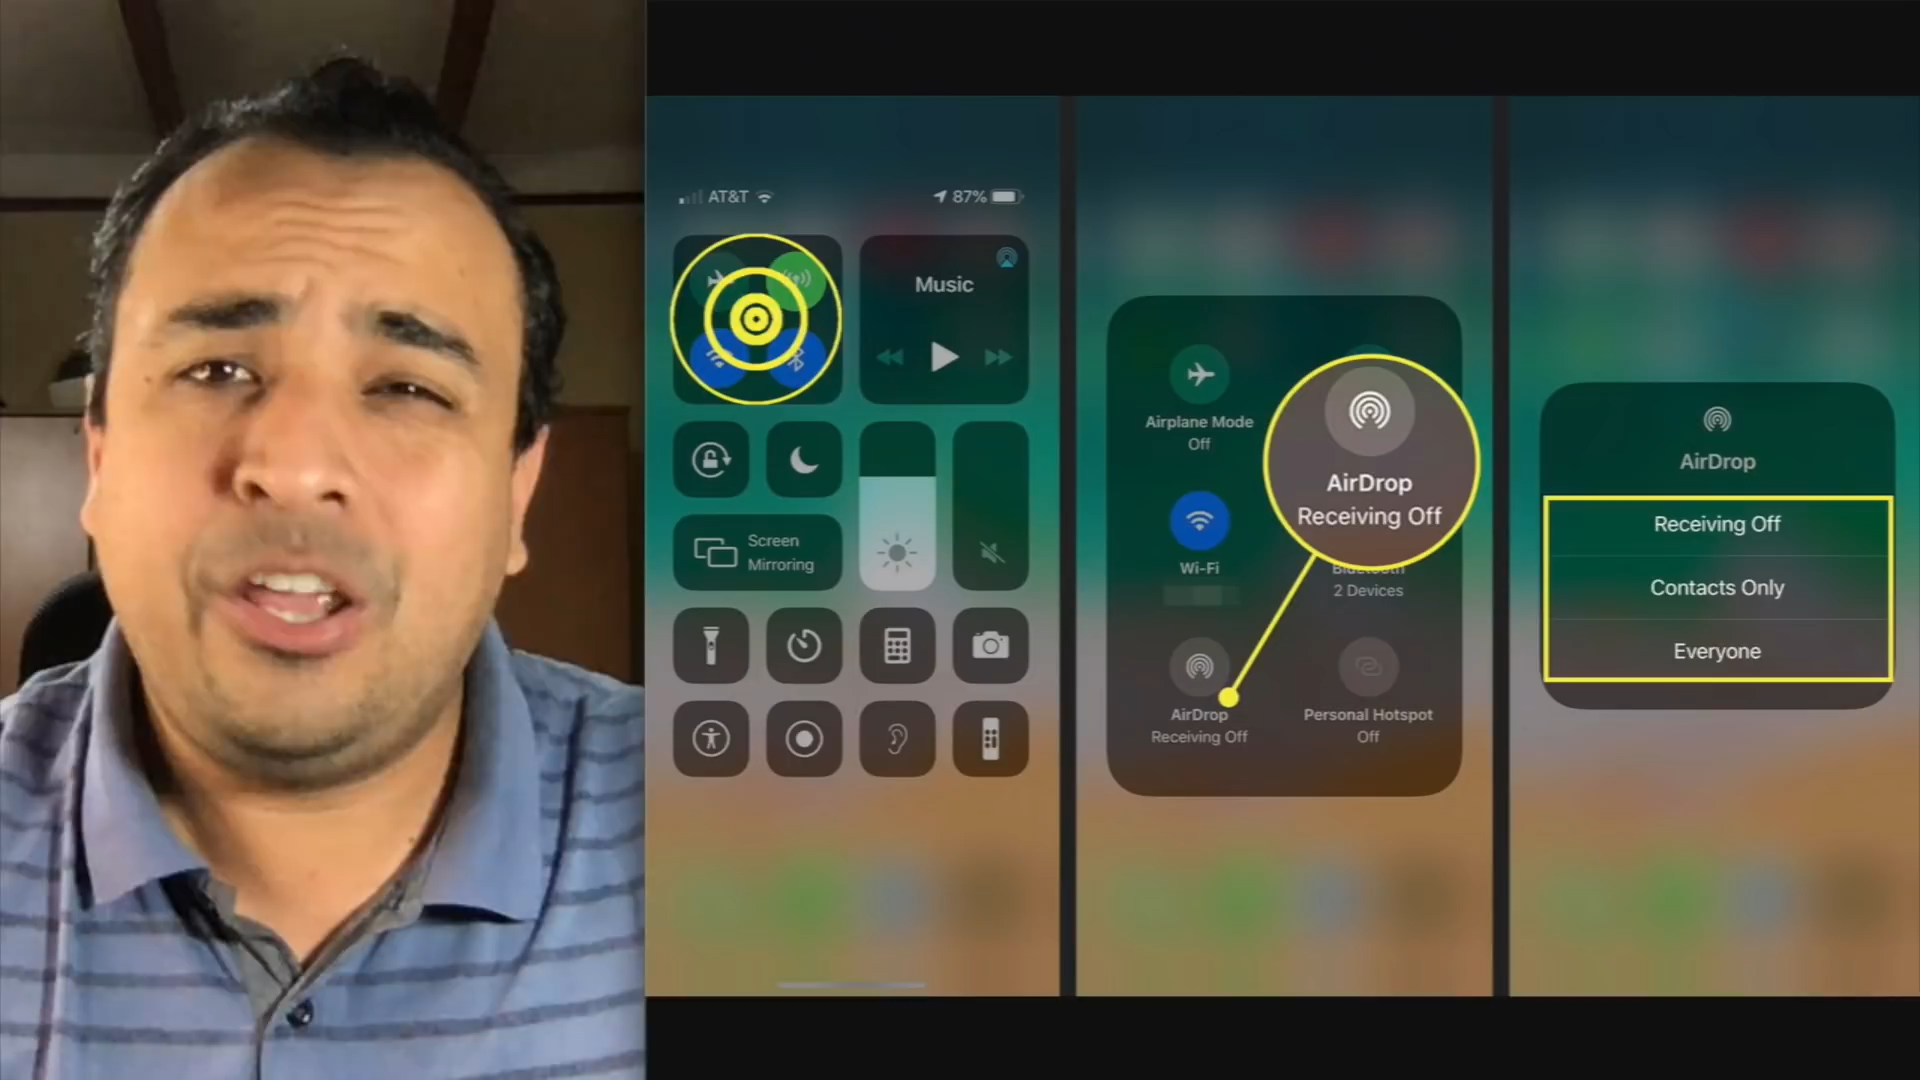 AT&T
87%
Music
Screen
Mirroring
Airplane Mode
Off
AirDrop
Receiving Off
Wi-Fi
Bluetooth
2 Devices
AirDrop
Receiving Off
Personal Hotspot
Off
AirDrop
Receiving Off
Contacts Only
Everyone